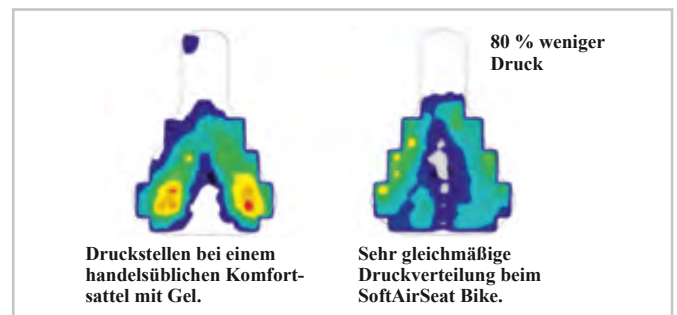 80 % weniger
Druck
Druckstellen bei einem
handelsüblichen Komfort-
sattel mit Gel.
Sehr gleichmäßige
Druckverteilung beim
SoftAirSeat Bike.